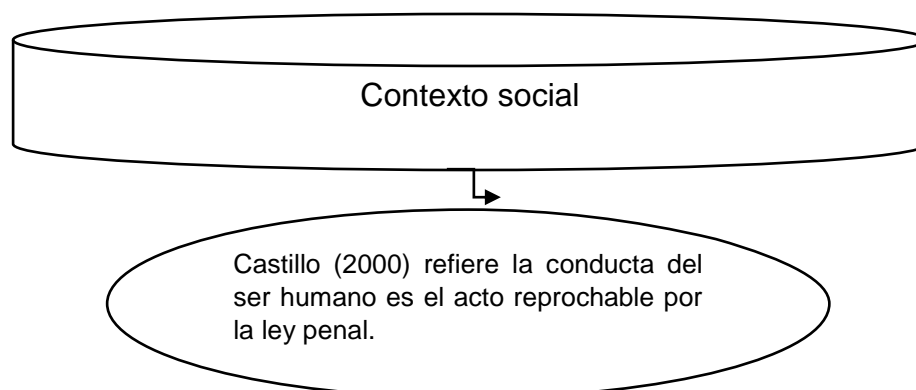 Contexto social
Castillo (2000) refiere la conducta del
ser humano es el acto reprochable por
la ley penal.